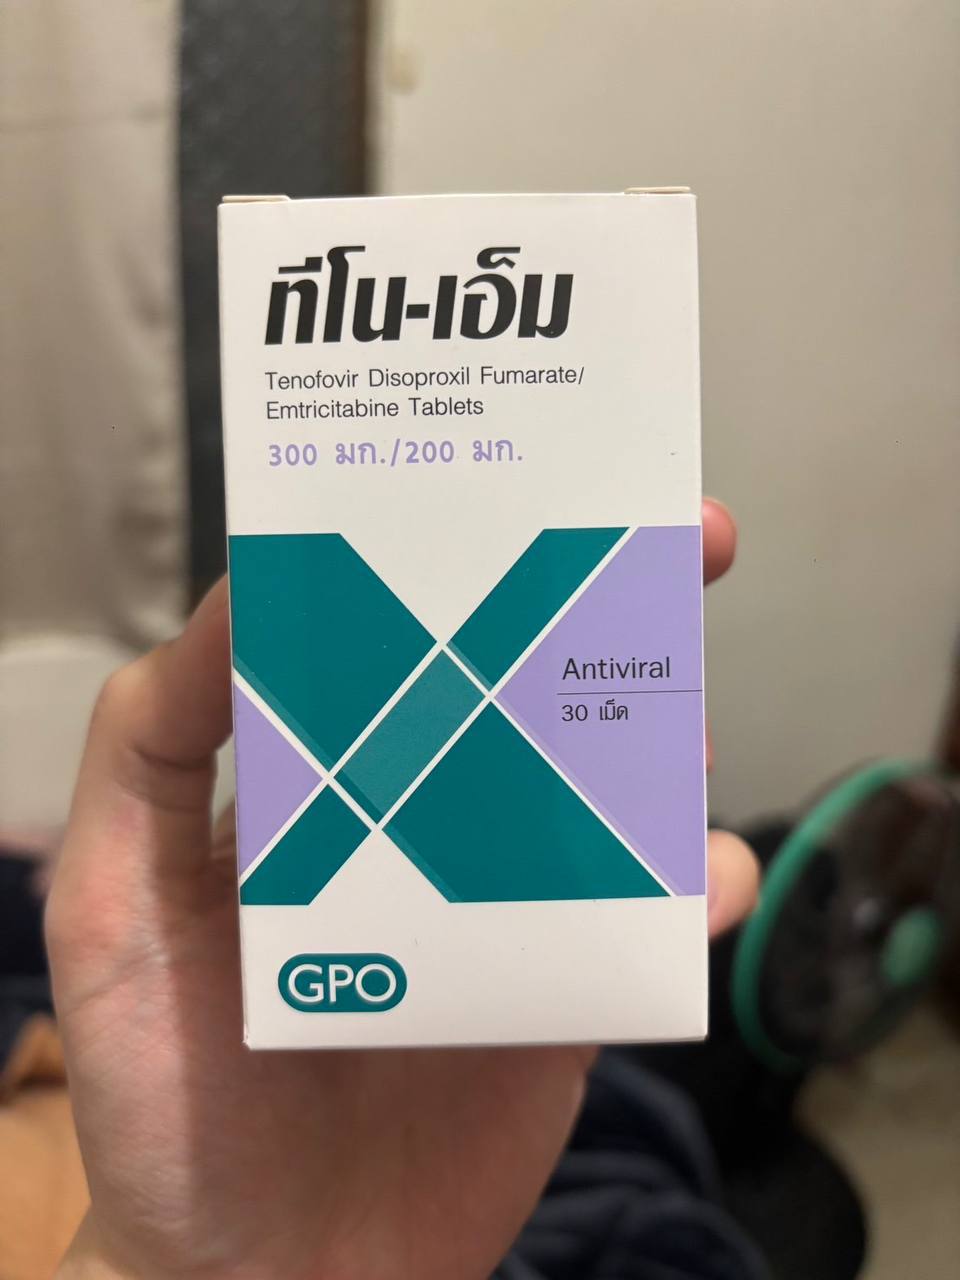 ทีโน-เอ็ม
Tenofovir Disoproxil Fumarate/
Emtricitabine Tablets
300 มก./200 มก.
Antiviral
30 เม็ด
GPO